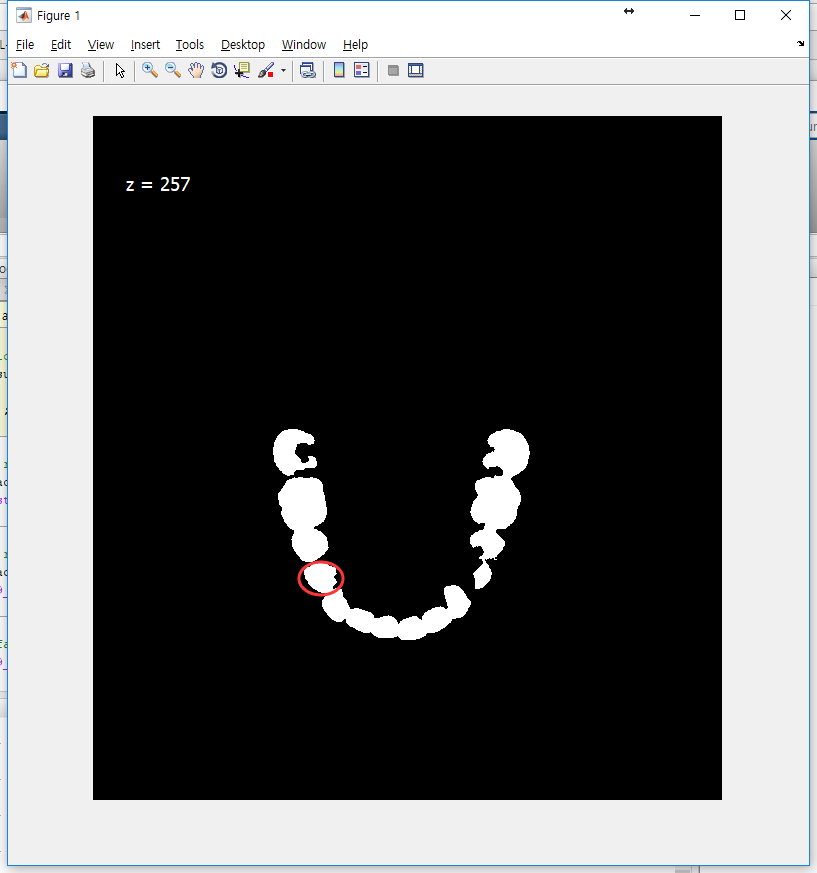 Figure 1
File Edit View Insert Tools Desktop Window Help
z = 257